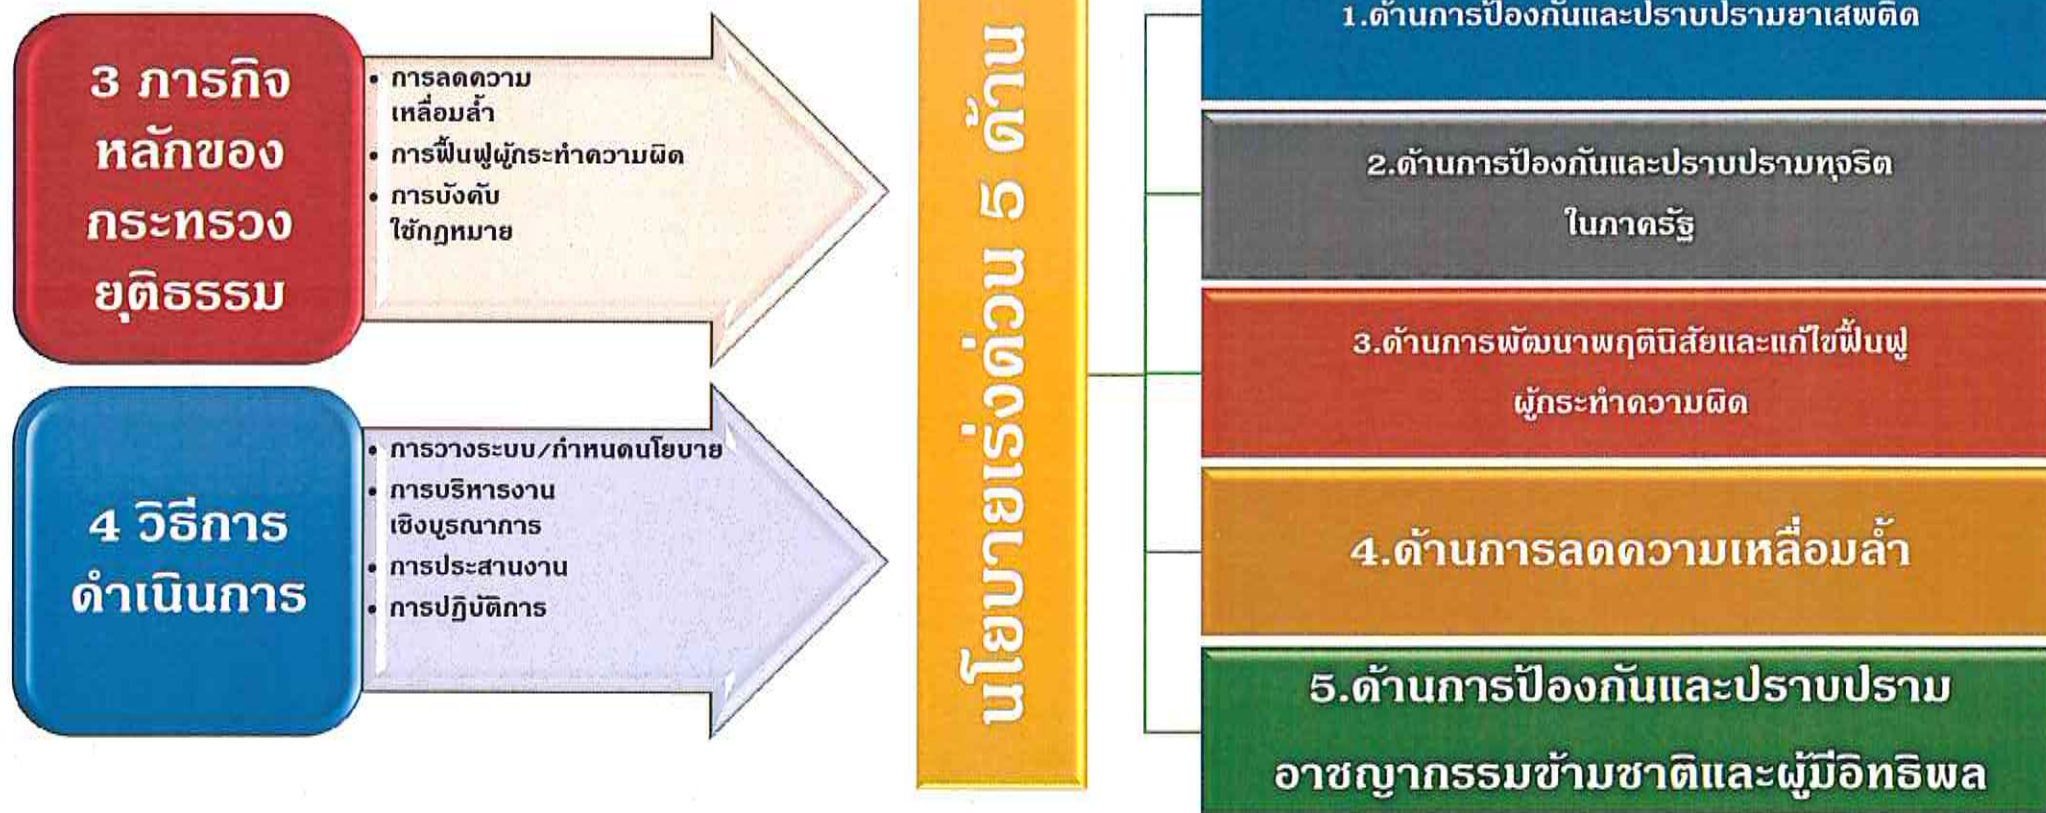 3 ภารกิจ
หลักของ
กระทรวง
ยุติธรรม
• การลดความ
เหลื่อมล้ำ
• การฟื้นฟูผู้กระทำความผิด
• การบังคับ
ใช้กฎหมาย
4 วิธีการ
ดำเนินการ
• การวางระบบ/กำหนดนโยบาย
• การบริหารงาน
เชิงบูรณาการ
• การประสานงาน
• การปฏิบัติการ
นโยบายเร่งด่วน 5 ด้าน
1.ด้านการป้องกันและปราบปรามยาเสพติด
2.ด้านการป้องกันและปราบปรามทุจริต
ในภาครัฐ
3.ด้านการพัฒนาพฤตินิสัยและแก้ไขฟื้นฟู
ผู้กระทำความผิด
4.ด้านการลดความเหลื่อมล้ำ
5.ด้านการป้องกันและปราบปราม
อาชญากรรมข้ามชาติและผู้มีอิทธิพล